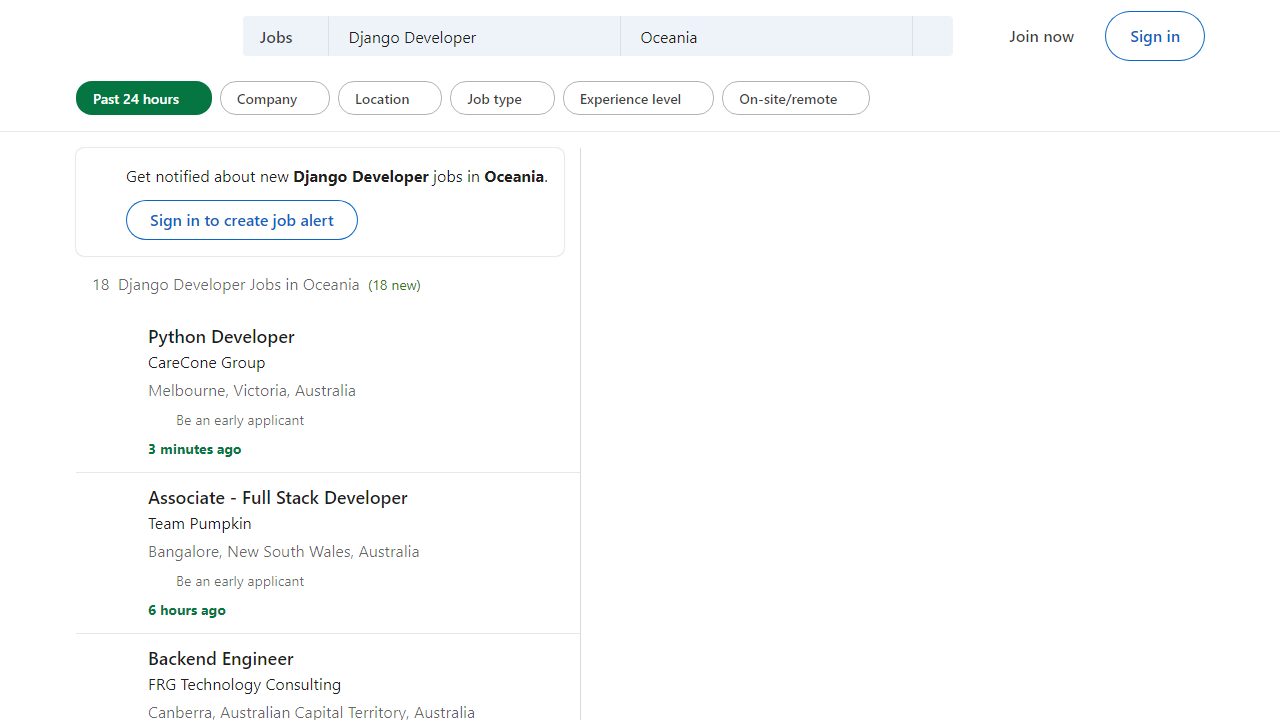 Jobs Django Developer Oceania Join now Sign in
Past 24 hours Company Location Job type Experience level On-site/remote
Get notified about new Django Developer jobs in Oceania.
Sign in to create job alert
18 Django Developer Jobs in Oceania (18 new)
Python Developer
CareCone Group
Melbourne, Victoria, Australia
Be an early applicant
3 minutes ago
Associate - Full Stack Developer
Team Pumpkin
Bangalore, New South Wales, Australia
Be an early applicant
6 hours ago
Backend Engineer
FRG Technology Consulting
Canberra, Australian Capital Territory, Australia